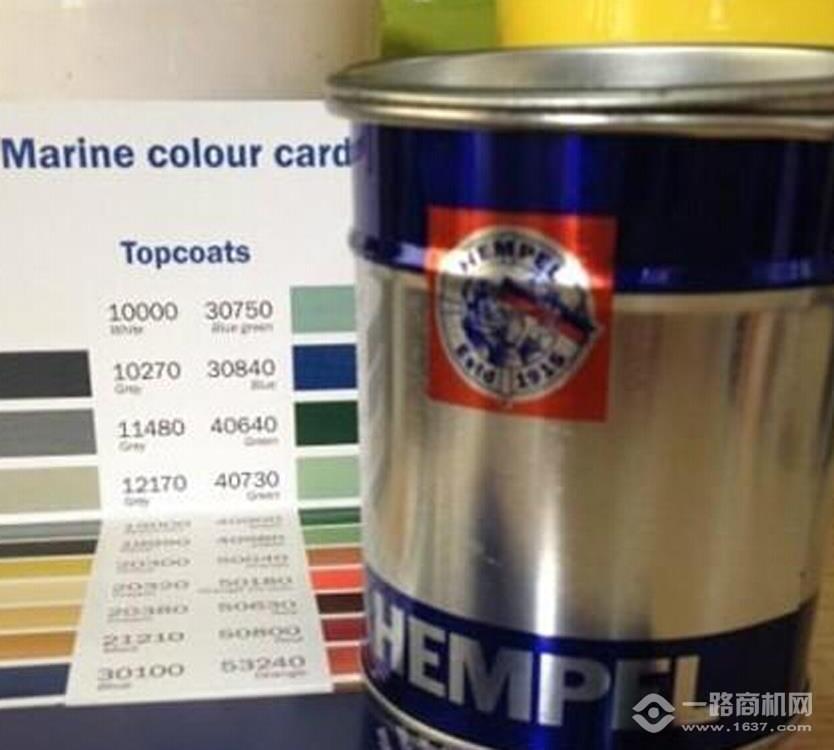 Marine colour card
Topcoats
10000 30750
White Blue green
10270 30840
Grey Blue
11480 40640
Grey Green
12170 40730
Grey Green
20300
20320 50180
20380 50630
21210 50800
30100 53240
HEMPEL
Estd 1915
HEMPEL
一路商机网
www.1637.com